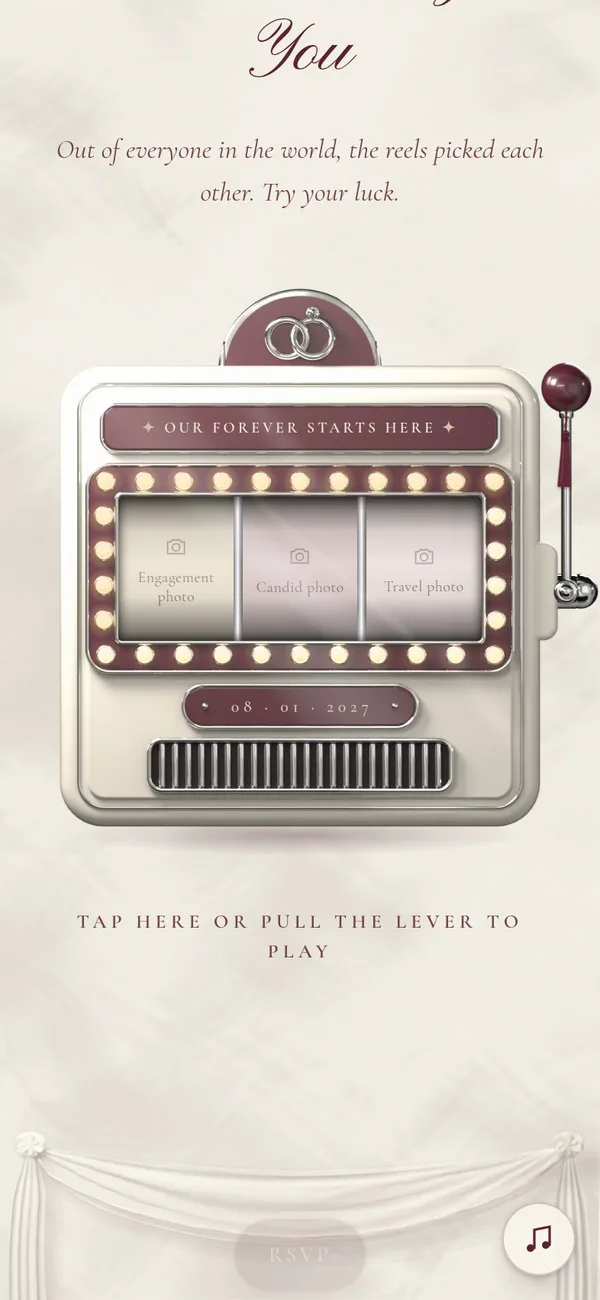 You
Out of everyone in the world, the reels picked each
other. Try your luck.
✦ OUR FOREVER STARTS HERE ✦
Engagement
photo
Candid photo
Travel photo
08 · 01 · 2027
TAP HERE OR PULL THE LEVER TO
PLAY
RSVP